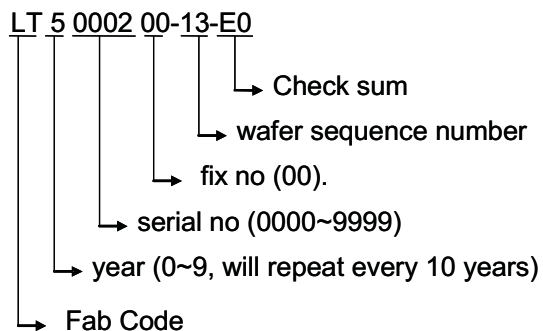 LT 5 0002 00-13-E0
Check sum
wafer sequence number
fix no (00).
serial no (0000~9999)
year (0~9, will repeat every 10 years)
Fab Code